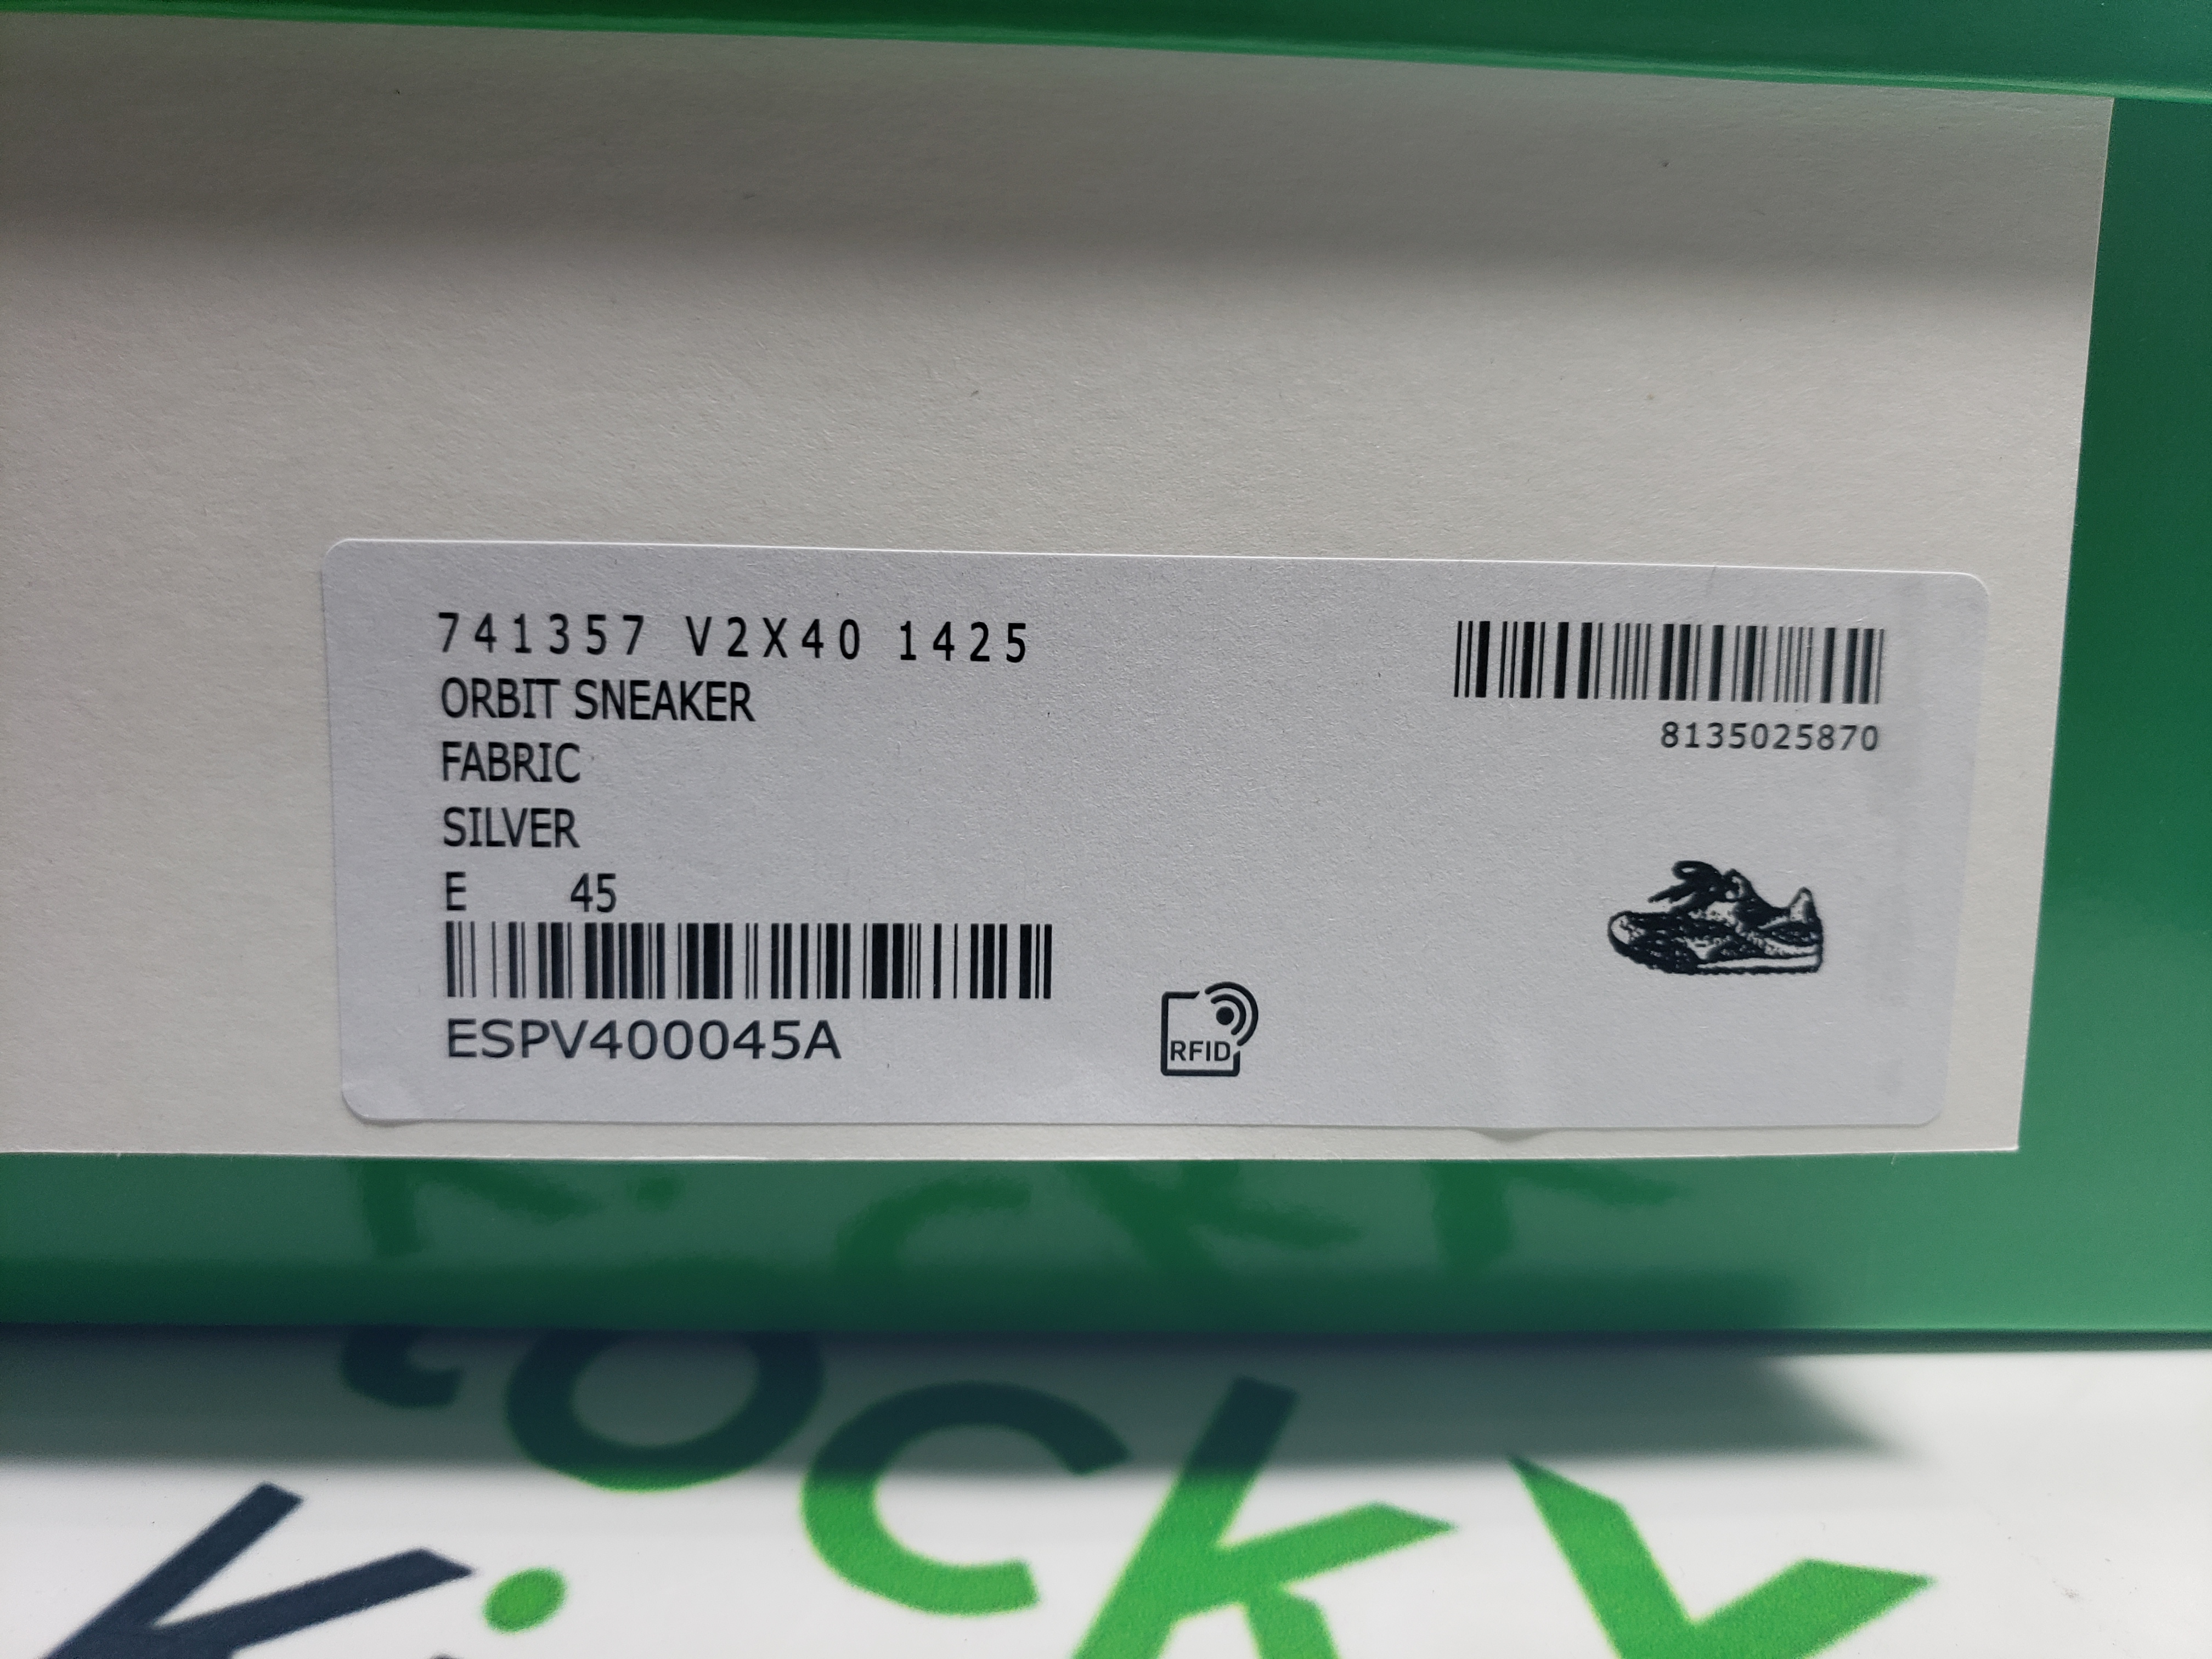 741357 V2X40 1425
ORBIT SNEAKER
FABRIC
SILVER
E 45
ESPV400045A
8135025870
RFID